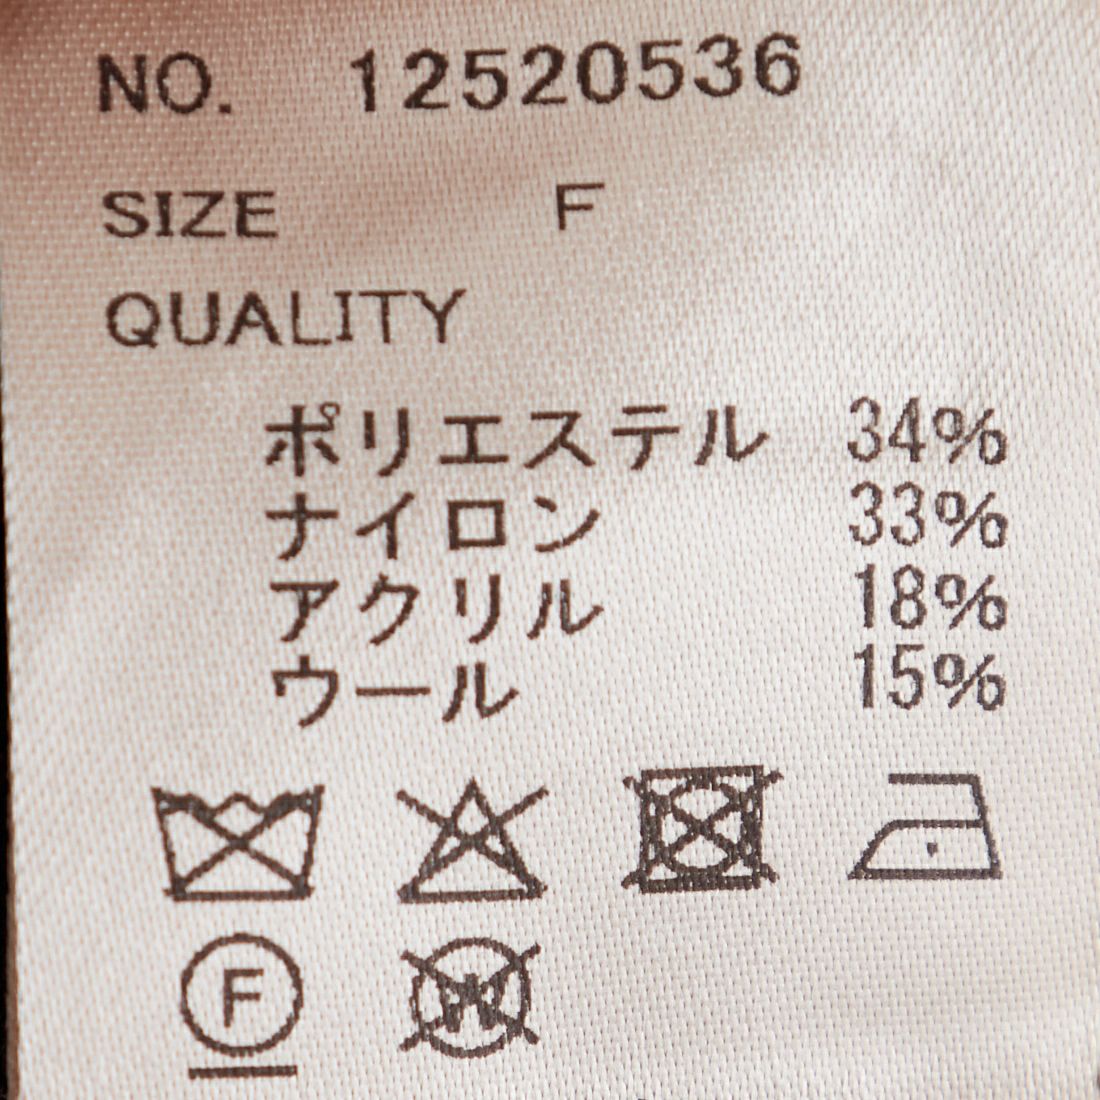 NO. 12520536
SIZE F
QUALITY
ポリエステル 34%
ナイロン 33%
アクリル 18%
ウール 15%
F
W